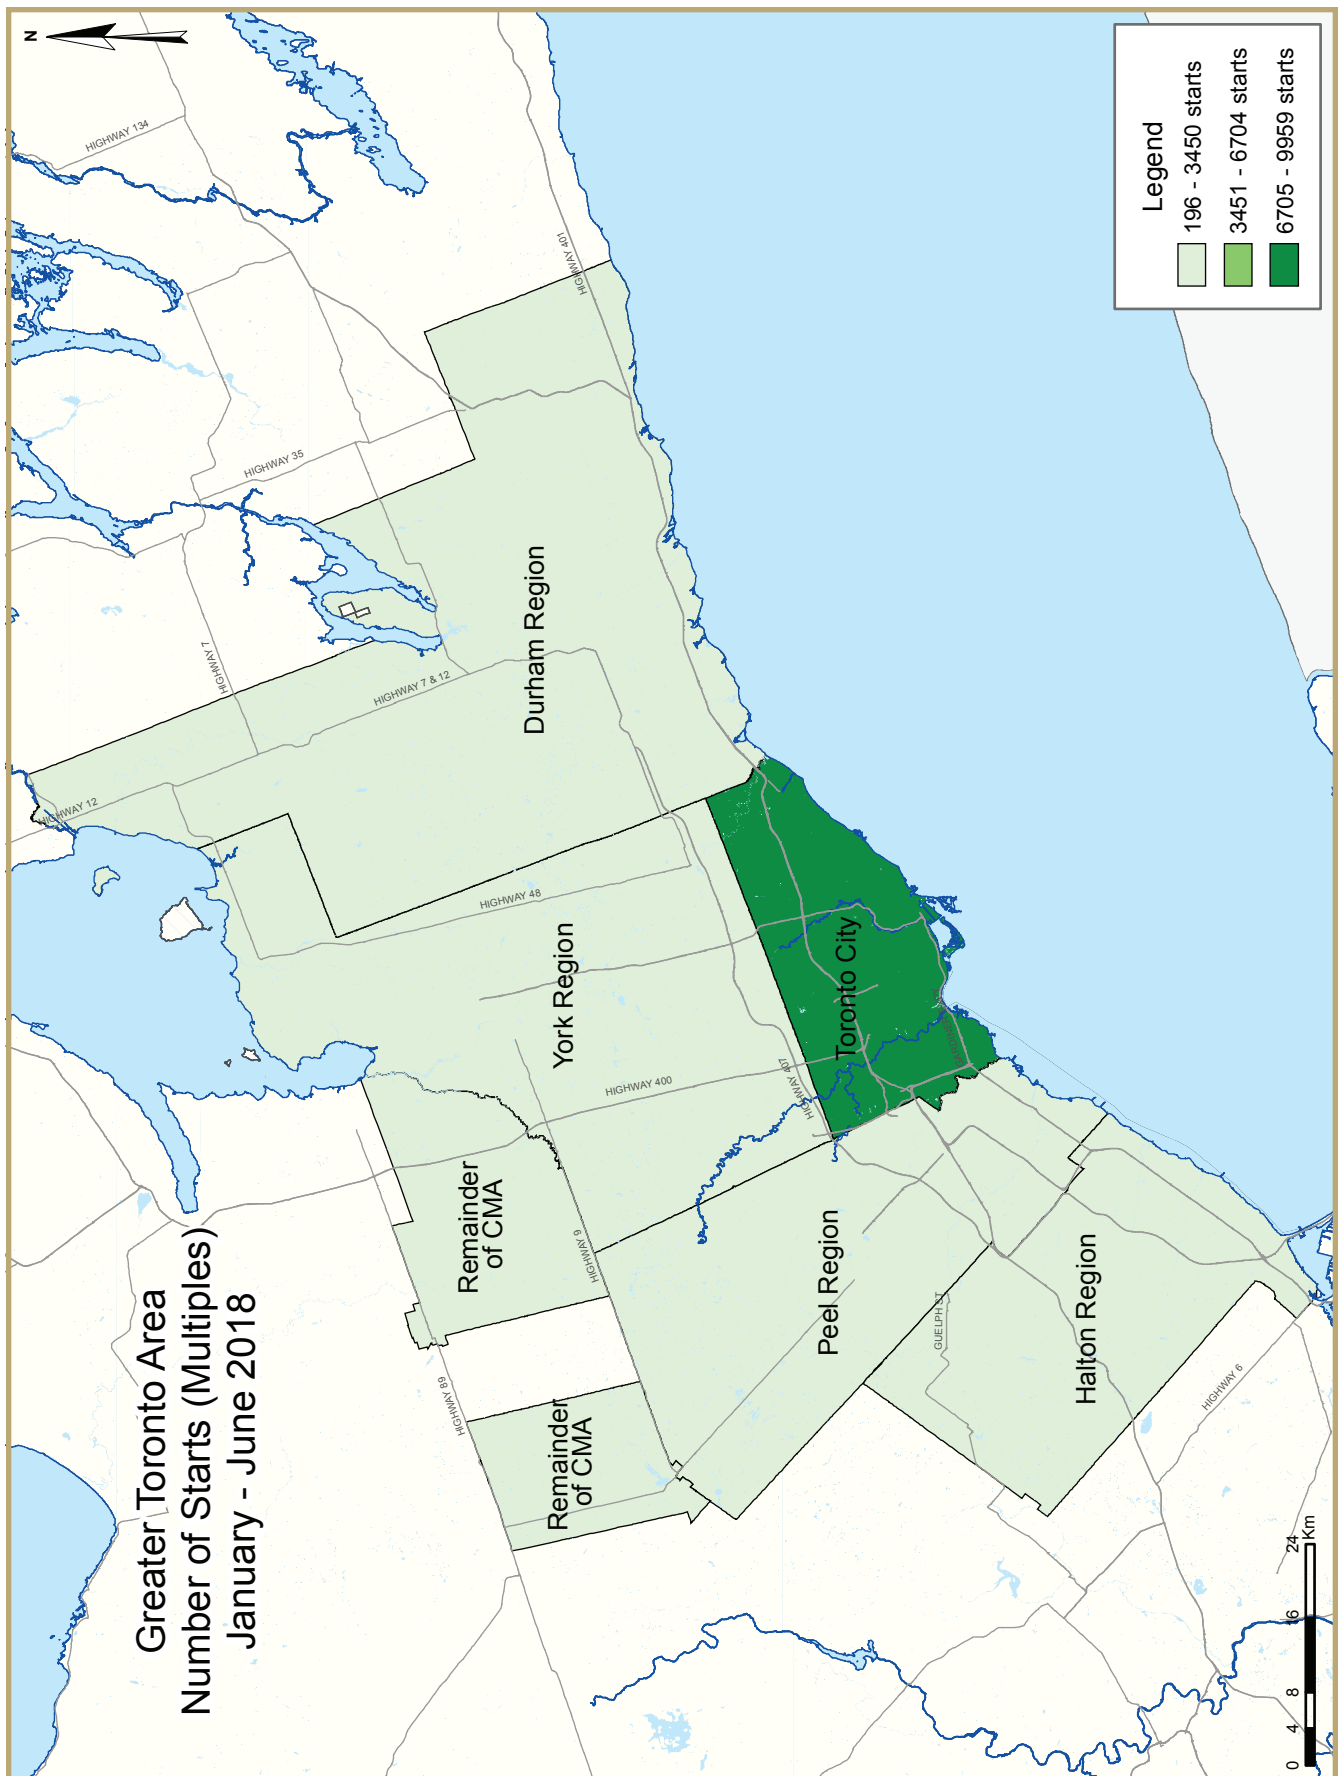 Greater Toronto Area
Number of Starts (Multiples)
January - June 2018
N
HIGHWAY 134
HIGHWAY 401
HIGHWAY 35
HIGHWAY 7
HIGHWAY 7 & 12
HIGHWAY 12
Durham Region
HIGHWAY 48
York Region
HIGHWAY 400
HIGHWAY 407
Toronto City
Remainder
of CMA
HIGHWAY 9
HIGHWAY 89
Remainder
of CMA
Peel Region
GUELPH ST
Halton Region
HIGHWAY 6
Legend
196 - 3450 starts
3451 - 6704 starts
6705 - 9959 starts
0 4 8 16 24
Km